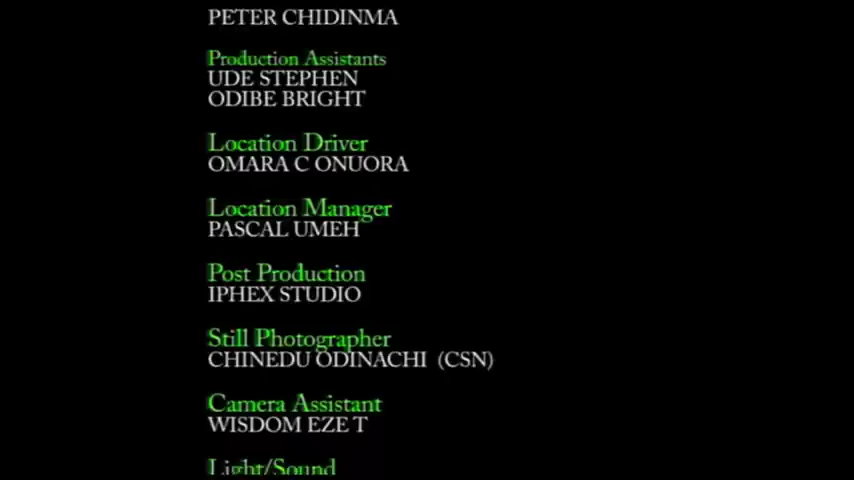 PETER CHIDINMA
Production Assistants
UDE STEPHEN
ODIBE BRIGHT
Location Driver
OMARA C ONUORA
Location Manager
PASCAL UMEH
Post Production
IPHEX STUDIO
Still Photographer
CHINEDU ODINACHI (CSN)
Camera Assistant
WISDOM EZE T
Light/Sound